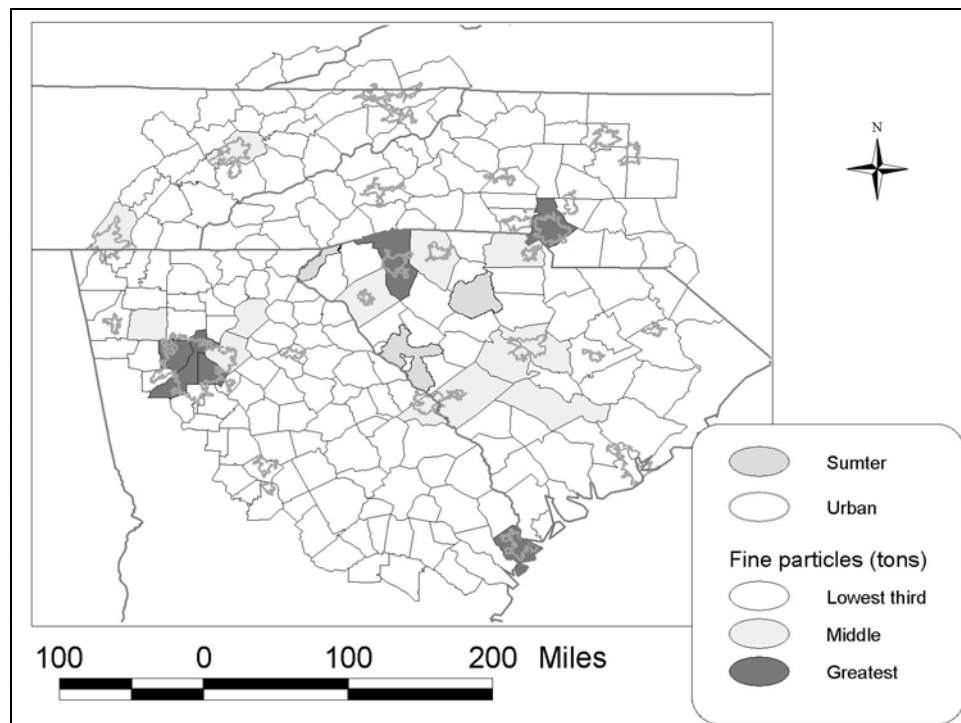 N
Sumter
Urban
Fine particles (tons)
Lowest third
Middle
Greatest
100 0 100 200 Miles